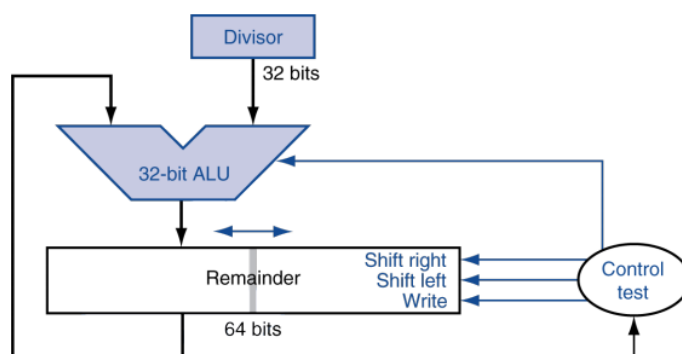 Divisor
32 bits
32-bit ALU
Remainder
Shift right
Shift left
Write
Control
test
64 bits